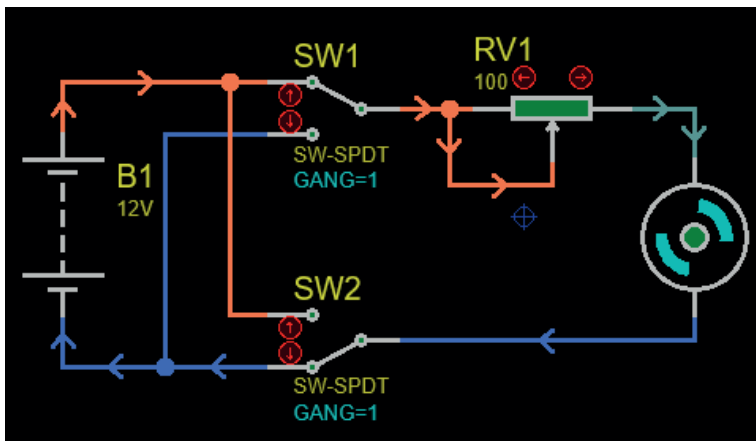 SW1
RV1
100
B1
12V
SW-SPDT
GANG=1
SW2
SW-SPDT
GANG=1